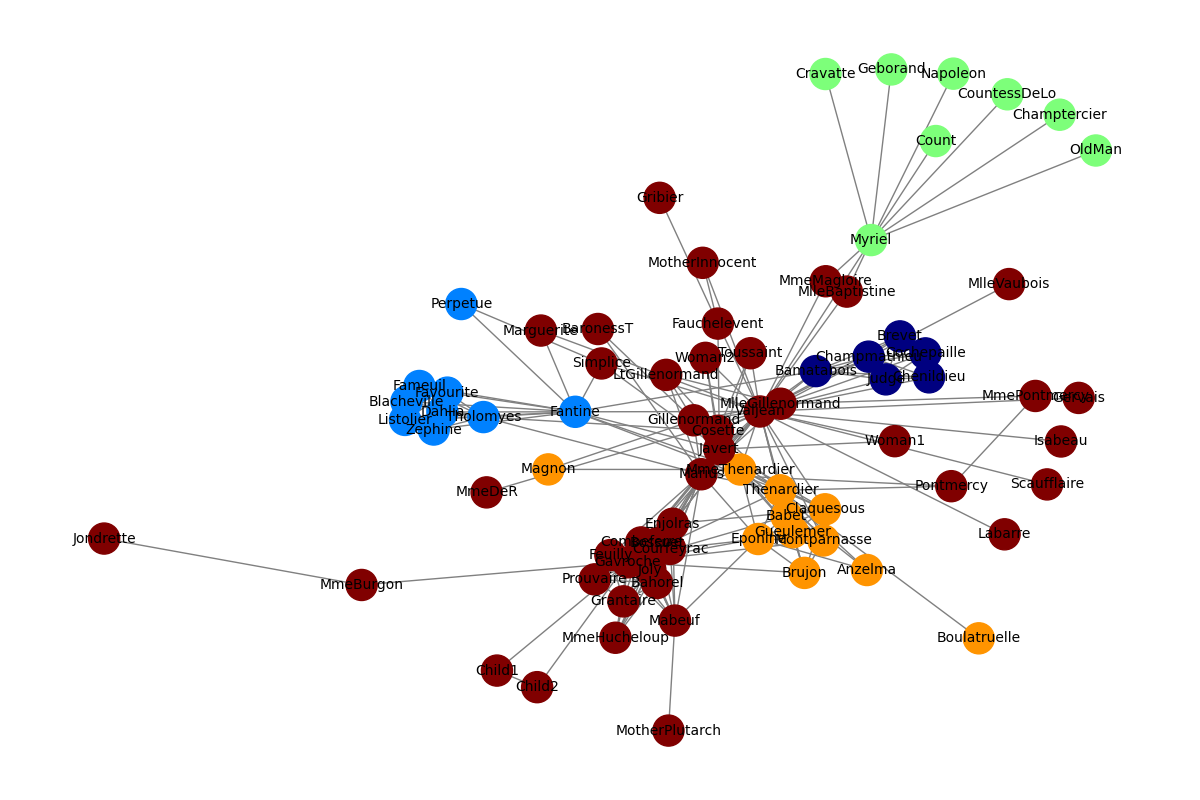 Cravatte
Geborand
Napoleon
CountessDeLo
Champtercier
Count
OldMan
Gribier
Myriel
MotherInnocent
MmeMagloire
MlleBaptistine
MlleVaubois
Perpetue
Marguerite
BaronessT
Fauchelevent
Brevet
Simplice
Woman2
Toussaint
Champmathieu
Cochepaille
LtGillenormand
Bamatabois
Judge
Chenildieu
Fameuil
Favourite
Blacheville
Dahlia
Listolier
Zephine
Tholomyes
Fantine
MlleGillenormand
Valjean
MmePontmercy
Gervais
Gillenormand
Cosette
Woman1
Isabeau
Javert
Magnon
Marius
MmeThenardier
MmeDeR
Thenardier
Pontmercy
Scaufflaire
Claquesous
Babet
Enjolras
Gueulemer
Labarre
Jondrette
Combeferre
Bossuet
Courfeyrac
Eponine
Montparnasse
Feuilly
Gavroche
Joly
Brujon
Anzelma
MmeBurgon
Prouvaire
Bahorel
Grantaire
Mabeuf
MmeHucheloup
Boulatruelle
Child1
Child2
MotherPlutarch